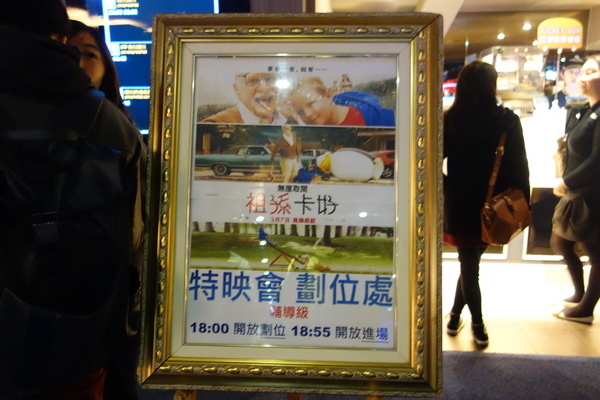 無厘取鬧
祖孫卡好
3月7日
特映會 劃位處
輔導級
18:00 開放劃位 18:55 開放進場